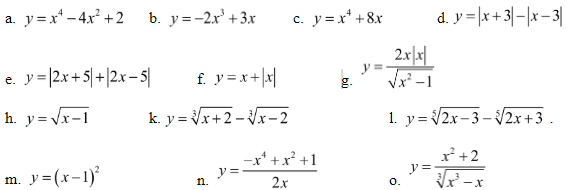 a. y = x⁴ − 4x² + 2 b. y = −2x³ + 3x c. y = x⁴ + 8x d. y = |x + 3| − |x − 3|
e. y = |2x + 5| + |2x − 5| f. y = x + |x| g. y = 2x|x| / √(x² − 1)
h. y = √(x − 1) k. y = ∛(x + 2) − ∛(x − 2) l. y = ⁵√(2x − 3) − ⁵√(2x + 3) .
m. y = (x − 1)² n. y = (−x⁴ + x² + 1) / 2x o. y = (x² + 2) / ∛(x² − x)